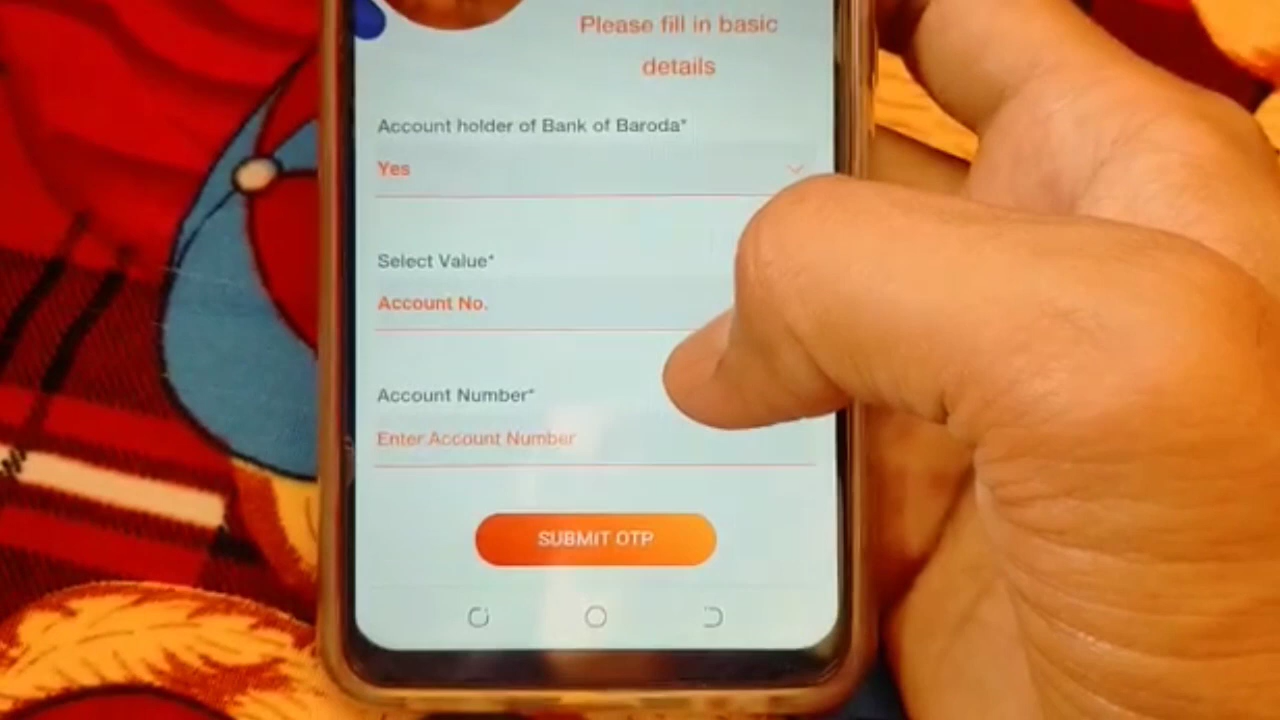 Please fill in basic
details
Account holder of Bank of Baroda*
Yes
Select Value*
Account No.
Account Number*
Enter Account Number
SUBMIT OTP